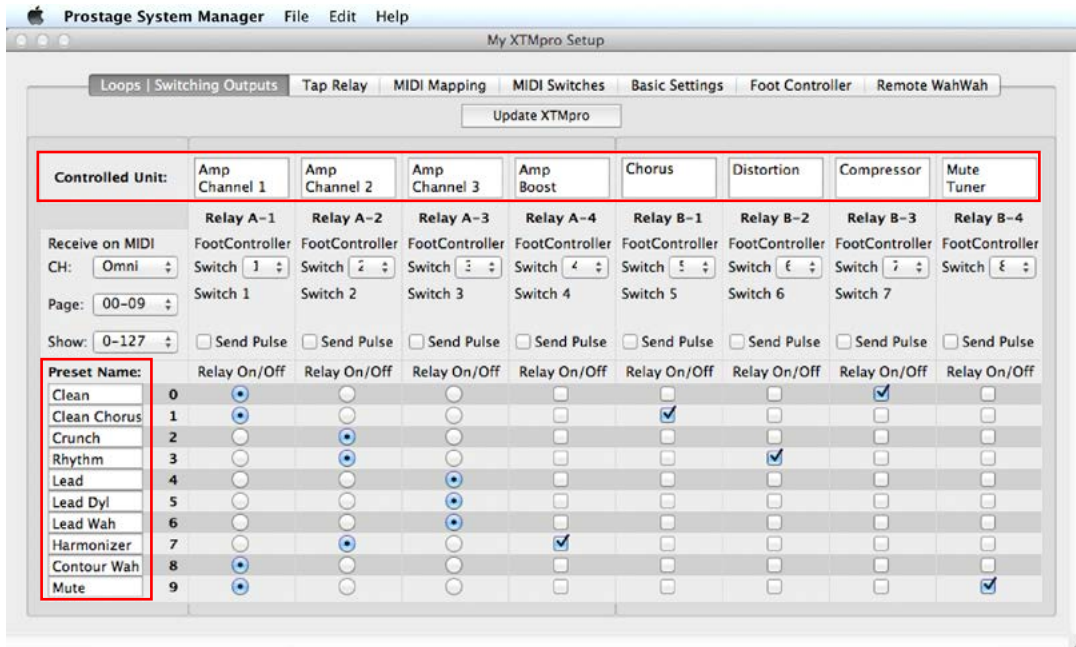 Prostage System Manager File Edit Help
My XTMpro Setup
Loops | Switching Outputs Tap Relay MIDI Mapping MIDI Switches Basic Settings Foot Controller Remote WahWah
Update XTMpro
Controlled Unit: Amp Amp Amp Amp Chorus Distortion Compressor Mute
Channel 1 Channel 2 Channel 3 Boost Tuner
Relay A-1 Relay A-2 Relay A-3 Relay A-4 Relay B-1 Relay B-2 Relay B-3 Relay B-4
Receive on MIDI FootController FootController FootController FootController FootController FootController FootController FootController
CH: Omni Switch 1 Switch 2 Switch 3 Switch Switch Switch Switch 7 Switch
Switch 1 Switch 2 Switch 3 Switch 4 Switch 5 Switch 6 Switch 7
Page: 00-09
Show: 0-127 Send Pulse Send Pulse Send Pulse Send Pulse Send Pulse Send Pulse Send Pulse Send Pulse
Preset Name: Relay On/Off Relay On/Off Relay On/Off Relay On/Off Relay On/Off Relay On/Off Relay On/Off Relay On/Off
Clean 0
Clean Chorus 1
Crunch 2
Rhythm 3
Lead 4
Lead Dyl 5
Lead Wah 6
Harmonizer 7
Contour Wah 8
Mute 9